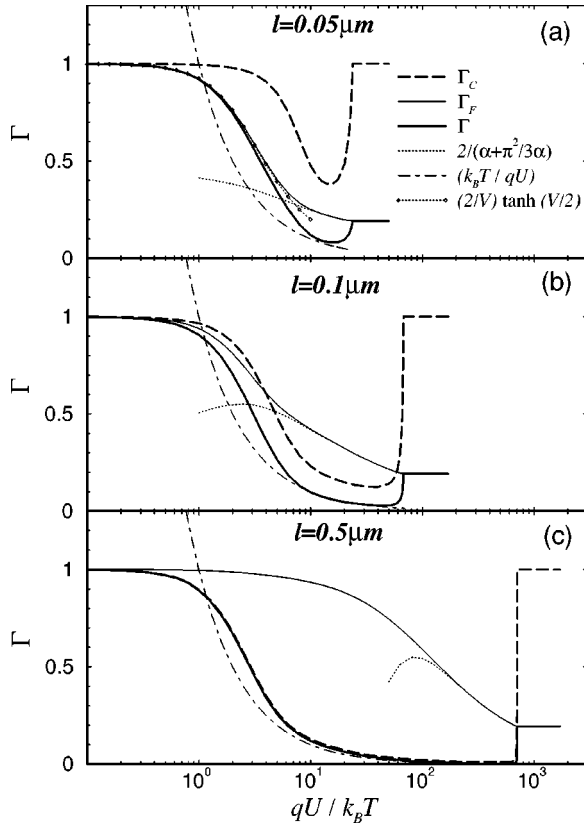 l=0.05μm
(a)
1
0.5
0
Γ
Γ_C
Γ_F
Γ
2/(α+π²/3α)
(k_BT / qU)
(2/V) tanh (V/2)
l=0.1μm
(b)
1
0.5
0
Γ
l=0.5μm
(c)
1
0.5
0
Γ
10⁰ 10¹ 10² 10³
qU / k_BT